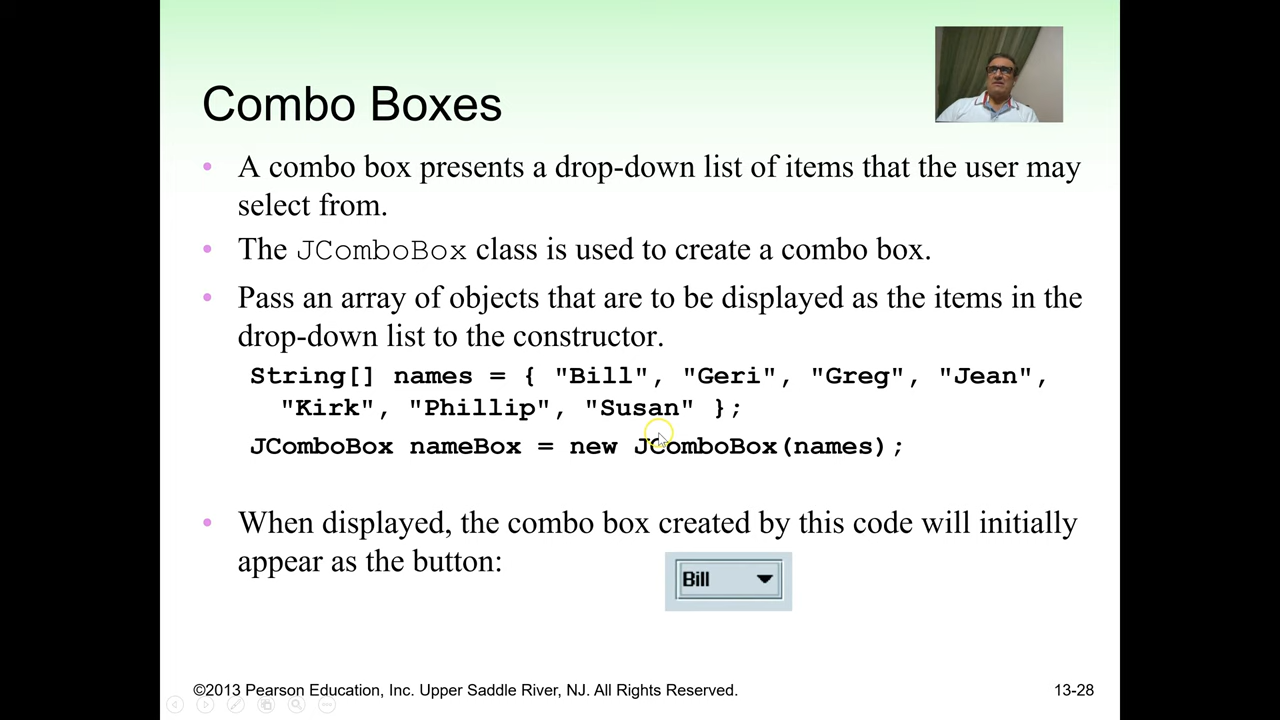 Combo Boxes
• A combo box presents a drop-down list of items that the user may
select from.
• The JComboBox class is used to create a combo box.
• Pass an array of objects that are to be displayed as the items in the
drop-down list to the constructor.
String[] names = { "Bill", "Geri", "Greg", "Jean",
"Kirk", "Phillip", "Susan" };
JComboBox nameBox = new JComboBox(names);
• When displayed, the combo box created by this code will initially
appear as the button:
Bill
©2013 Pearson Education, Inc. Upper Saddle River, NJ. All Rights Reserved.
13-28